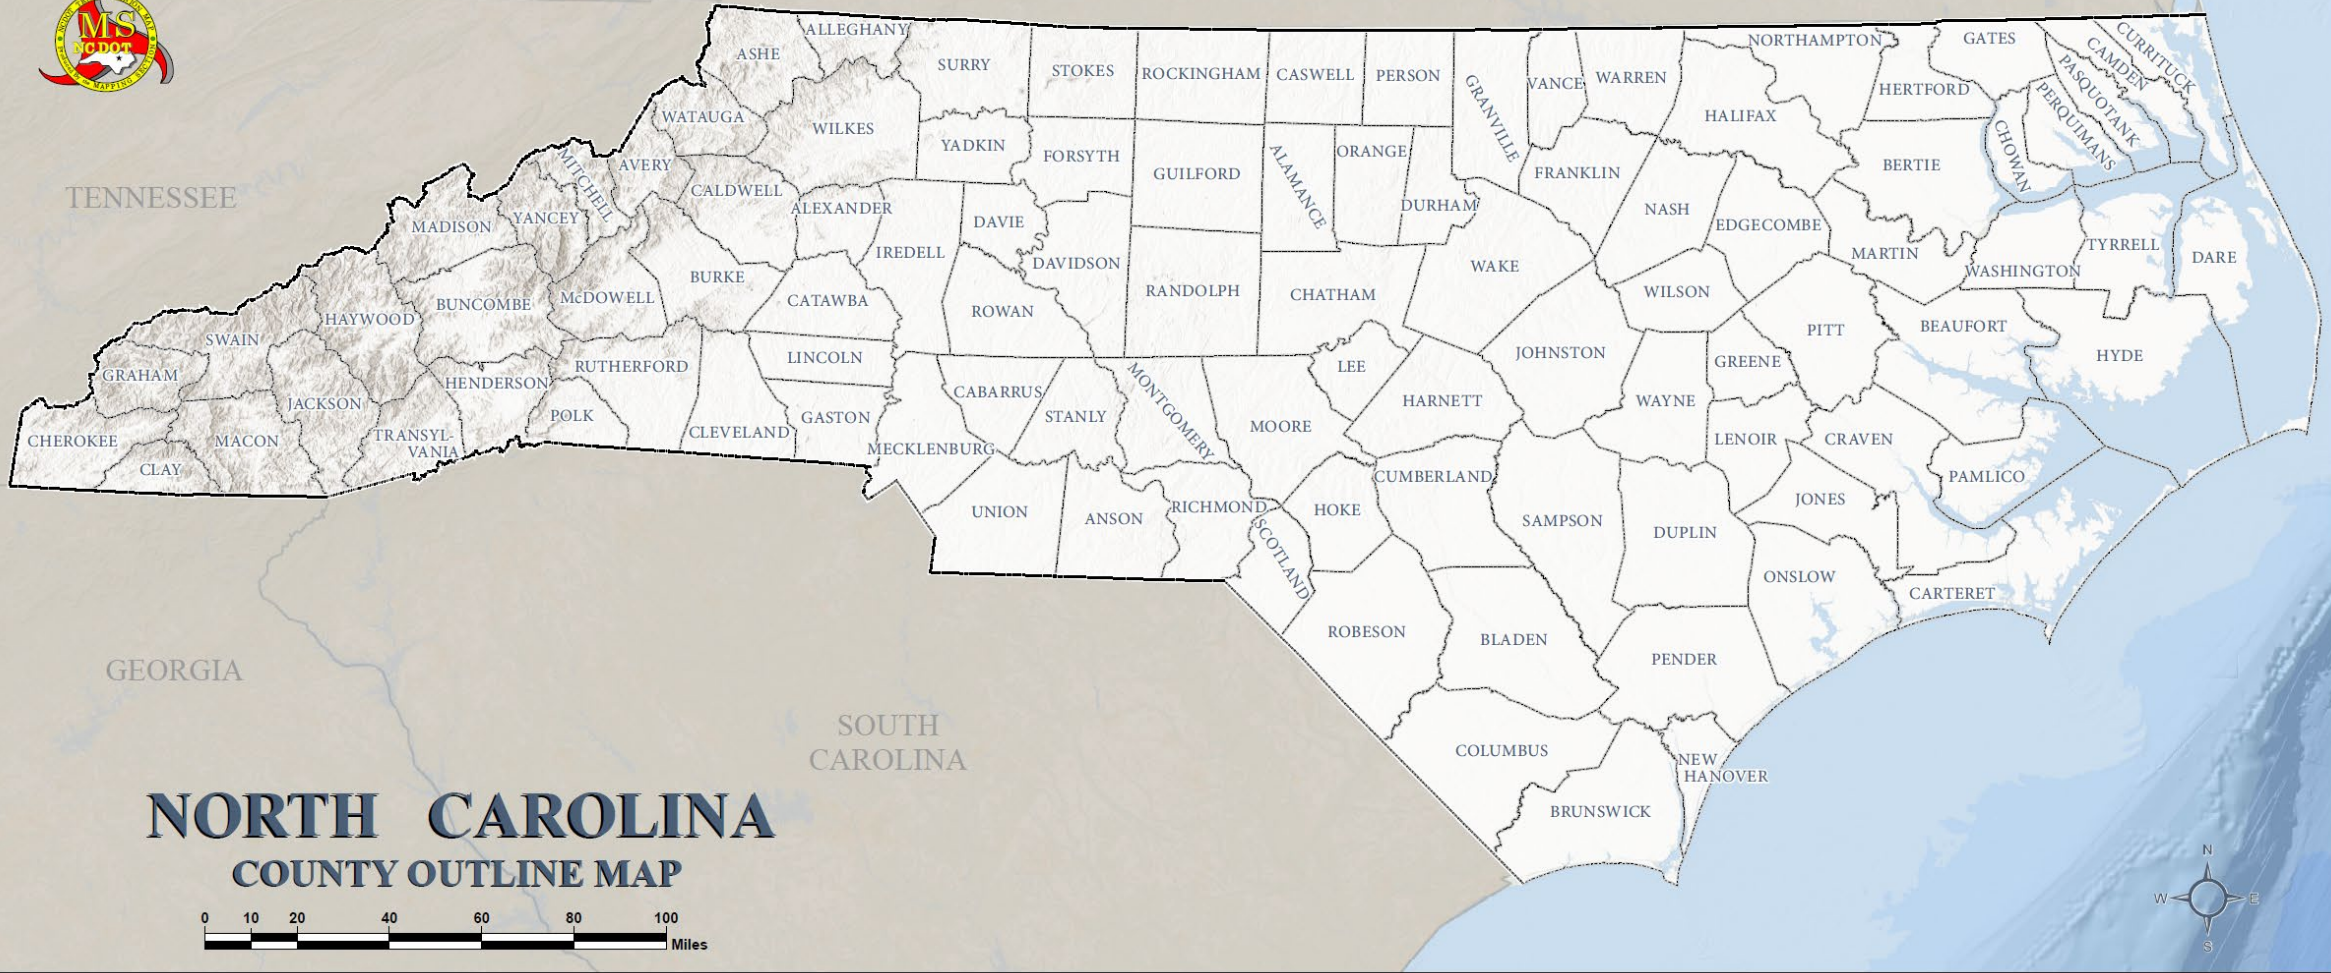 MS
NCDOT
MAPPING SECTION
ALLEGHANY
ASHE
SURRY
STOKES
ROCKINGHAM
CASWELL
PERSON
GRANVILLE
VANCE
WARREN
NORTHAMPTON
GATES
CURRITUCK
CAMDEN
PASQUOTANK
PERQUIMANS
HERTFORD
HALIFAX
WATAUGA
WILKES
YADKIN
FORSYTH
GUILFORD
ALAMANCE
ORANGE
DURHAM
FRANKLIN
BERTIE
CHOWAN
TENNESSEE
MITCHELL
AVERY
CALDWELL
ALEXANDER
MADISON
YANCEY
IREDELL
DAVIE
DAVIDSON
NASH
EDGECOMBE
MARTIN
WASHINGTON
TYRRELL
DARE
WAKE
BURKE
McDOWELL
BUNCOMBE
HAYWOOD
CATAWBA
ROWAN
RANDOLPH
CHATHAM
WILSON
SWAIN
PITT
BEAUFORT
HYDE
GRAHAM
RUTHERFORD
LINCOLN
LEE
JOHNSTON
GREENE
HENDERSON
JACKSON
CABARRUS
STANLY
MONTGOMERY
HARNETT
WAYNE
CHEROKEE
MACON
CLAY
TRANSYL-
VANIA
POLK
CLEVELAND
GASTON
MECKLENBURG
MOORE
LENOIR
CRAVEN
CUMBERLAND
PAMLICO
UNION
ANSON
RICHMOND
SCOTLAND
HOKE
SAMPSON
DUPLIN
JONES
ONSLOW
CARTERET
ROBESON
BLADEN
PENDER
GEORGIA
SOUTH
CAROLINA
COLUMBUS
NEW
HANOVER
BRUNSWICK
NORTH CAROLINA
COUNTY OUTLINE MAP
0 10 20 40 60 80 100
Miles
N
W E
S